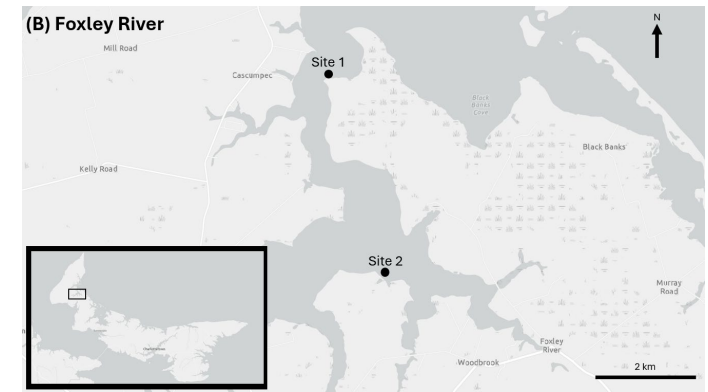 (B) Foxley River
N
Mill Road
Site 1
Cascumpec
Black
Banks
Cove
Black Banks
Kelly Road
Site 2
Murray
Road
Foxley
River
Woodbrook
2 km